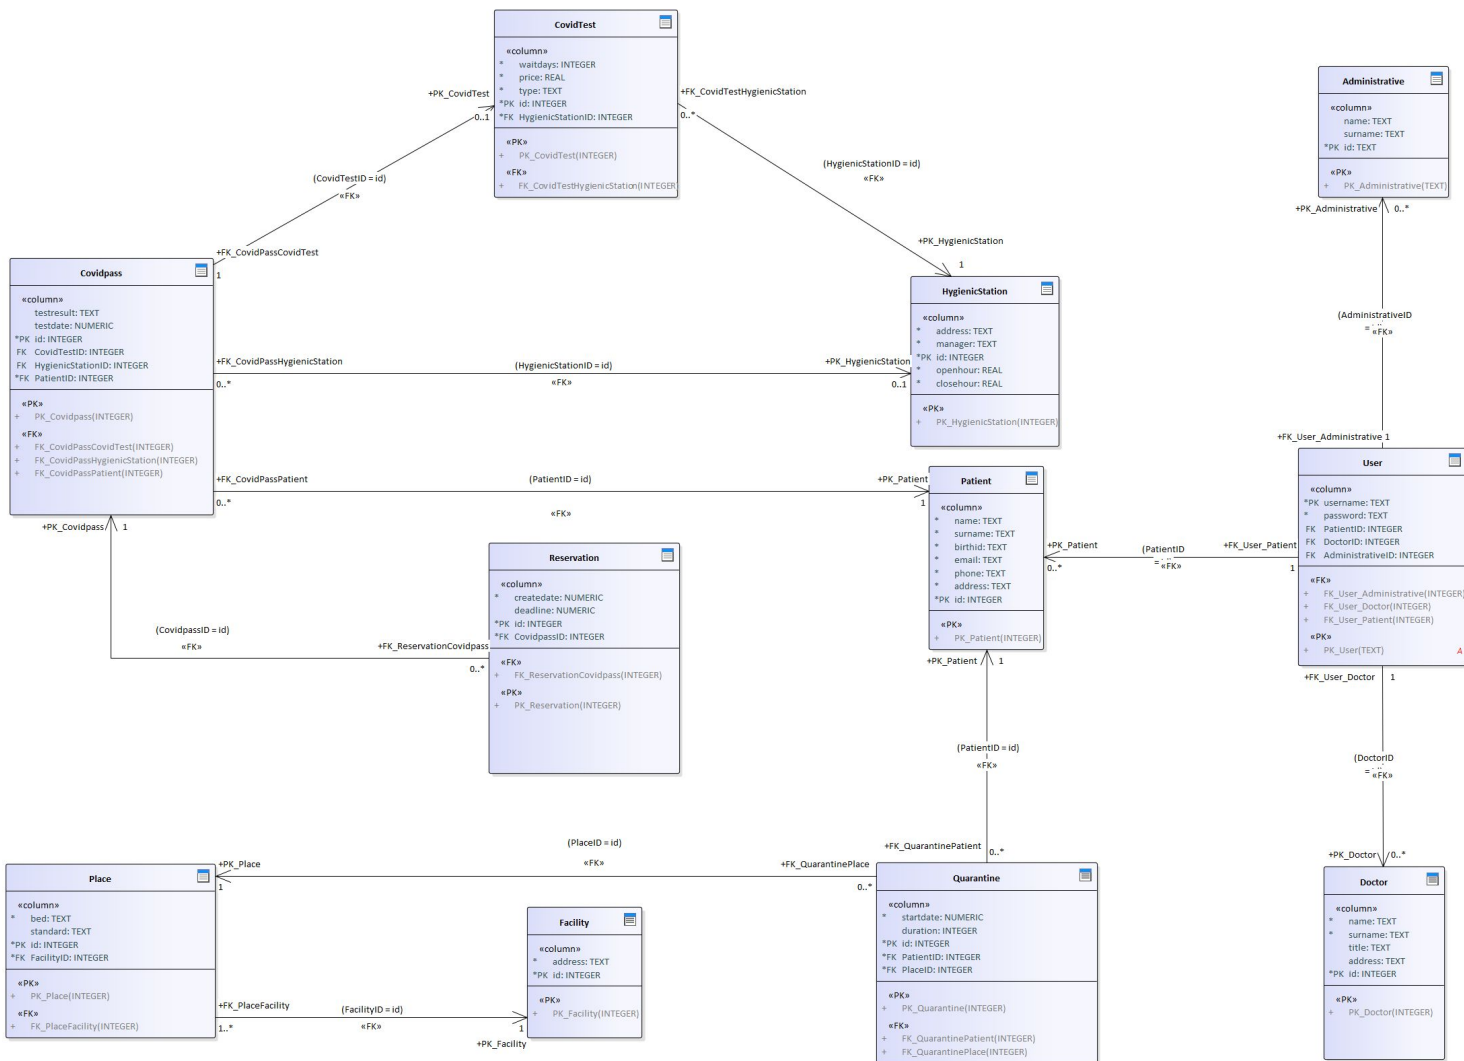 CovidTest
«column»
* waitdays: INTEGER
* price: REAL
* type: TEXT
*PK id: INTEGER
*FK HygienicStationID: INTEGER
«PK»
+ PK_CovidTest(INTEGER)
«FK»
+ FK_CovidTestHygienicStation(INTEGER)
+PK_CovidTest
0..1
+FK_CovidTestHygienicStation
0..*
(CovidTestID = id)
«FK»
(HygienicStationID = id)
«FK»
+FK_CovidPassCovidTest
1
+PK_HygienicStation
1
Administrative
«column»
name: TEXT
surname: TEXT
*PK id: TEXT
«PK»
+ PK_Administrative(TEXT)
+PK_Administrative
0..*
(AdministrativeID
=
«FK»
+FK_User_Administrative 1
Covidpass
«column»
testresult: TEXT
testdate: NUMERIC
*PK id: INTEGER
FK CovidTestID: INTEGER
FK HygienicStationID: INTEGER
*FK PatientID: INTEGER
«PK»
+ PK_Covidpass(INTEGER)
«FK»
+ FK_CovidPassCovidTest(INTEGER)
+ FK_CovidPassHygienicStation(INTEGER)
+ FK_CovidPassPatient(INTEGER)
+FK_CovidPassHygienicStation
0..*
(HygienicStationID = id)
«FK»
+PK_HygienicStation
0..1
HygienicStation
«column»
* address: TEXT
* manager: TEXT
*PK id: INTEGER
* openhour: REAL
* closehour: REAL
«PK»
+ PK_HygienicStation(INTEGER)
+FK_CovidPassPatient
0..*
(PatientID = id)
«FK»
+PK_Patient
1
Patient
«column»
* name: TEXT
* surname: TEXT
* birthid: TEXT
* email: TEXT
* phone: TEXT
* address: TEXT
*PK id: INTEGER
«PK»
+ PK_Patient(INTEGER)
+PK_Patient
0..*
(PatientID
=
«FK»
+FK_User_Patient
1
User
«column»
*PK username: TEXT
* password: TEXT
FK PatientID: INTEGER
FK DoctorID: INTEGER
FK AdministrativeID: INTEGER
«FK»
+ FK_User_Administrative(INTEGER)
+ FK_User_Doctor(INTEGER)
+ FK_User_Patient(INTEGER)
«PK»
+ PK_User(TEXT)
A
+PK_Covidpass
1
Reservation
«column»
* createdate: NUMERIC
deadline: NUMERIC
*PK id: INTEGER
*FK CovidpassID: INTEGER
«FK»
+ FK_ReservationCovidpass(INTEGER)
«PK»
+ PK_Reservation(INTEGER)
(CovidpassID = id)
«FK»
+FK_ReservationCovidpass
0..*
+PK_Patient
1
(PatientID = id)
«FK»
+FK_QuarantinePatient
0..*
+FK_User_Doctor
1
(DoctorID
=
«FK»
+PK_Doctor
0..*
Place
«column»
* bed: TEXT
standard: TEXT
*PK id: INTEGER
*FK FacilityID: INTEGER
«PK»
+ PK_Place(INTEGER)
«FK»
+ FK_PlaceFacility(INTEGER)
+PK_Place
1
(PlaceID = id)
«FK»
+FK_QuarantinePlace
0..*
+FK_PlaceFacility
1..*
(FacilityID = id)
«FK»
1
+PK_Facility
Facility
«column»
* address: TEXT
*PK id: INTEGER
«PK»
+ PK_Facility(INTEGER)
Quarantine
«column»
* startdate: NUMERIC
duration: INTEGER
*PK id: INTEGER
*FK PatientID: INTEGER
*FK PlaceID: INTEGER
«PK»
+ PK_Quarantine(INTEGER)
«FK»
+ FK_QuarantinePatient(INTEGER)
+ FK_QuarantinePlace(INTEGER)
Doctor
«column»
* name: TEXT
* surname: TEXT
title: TEXT
address: TEXT
*PK id: INTEGER
«PK»
+ PK_Doctor(INTEGER)